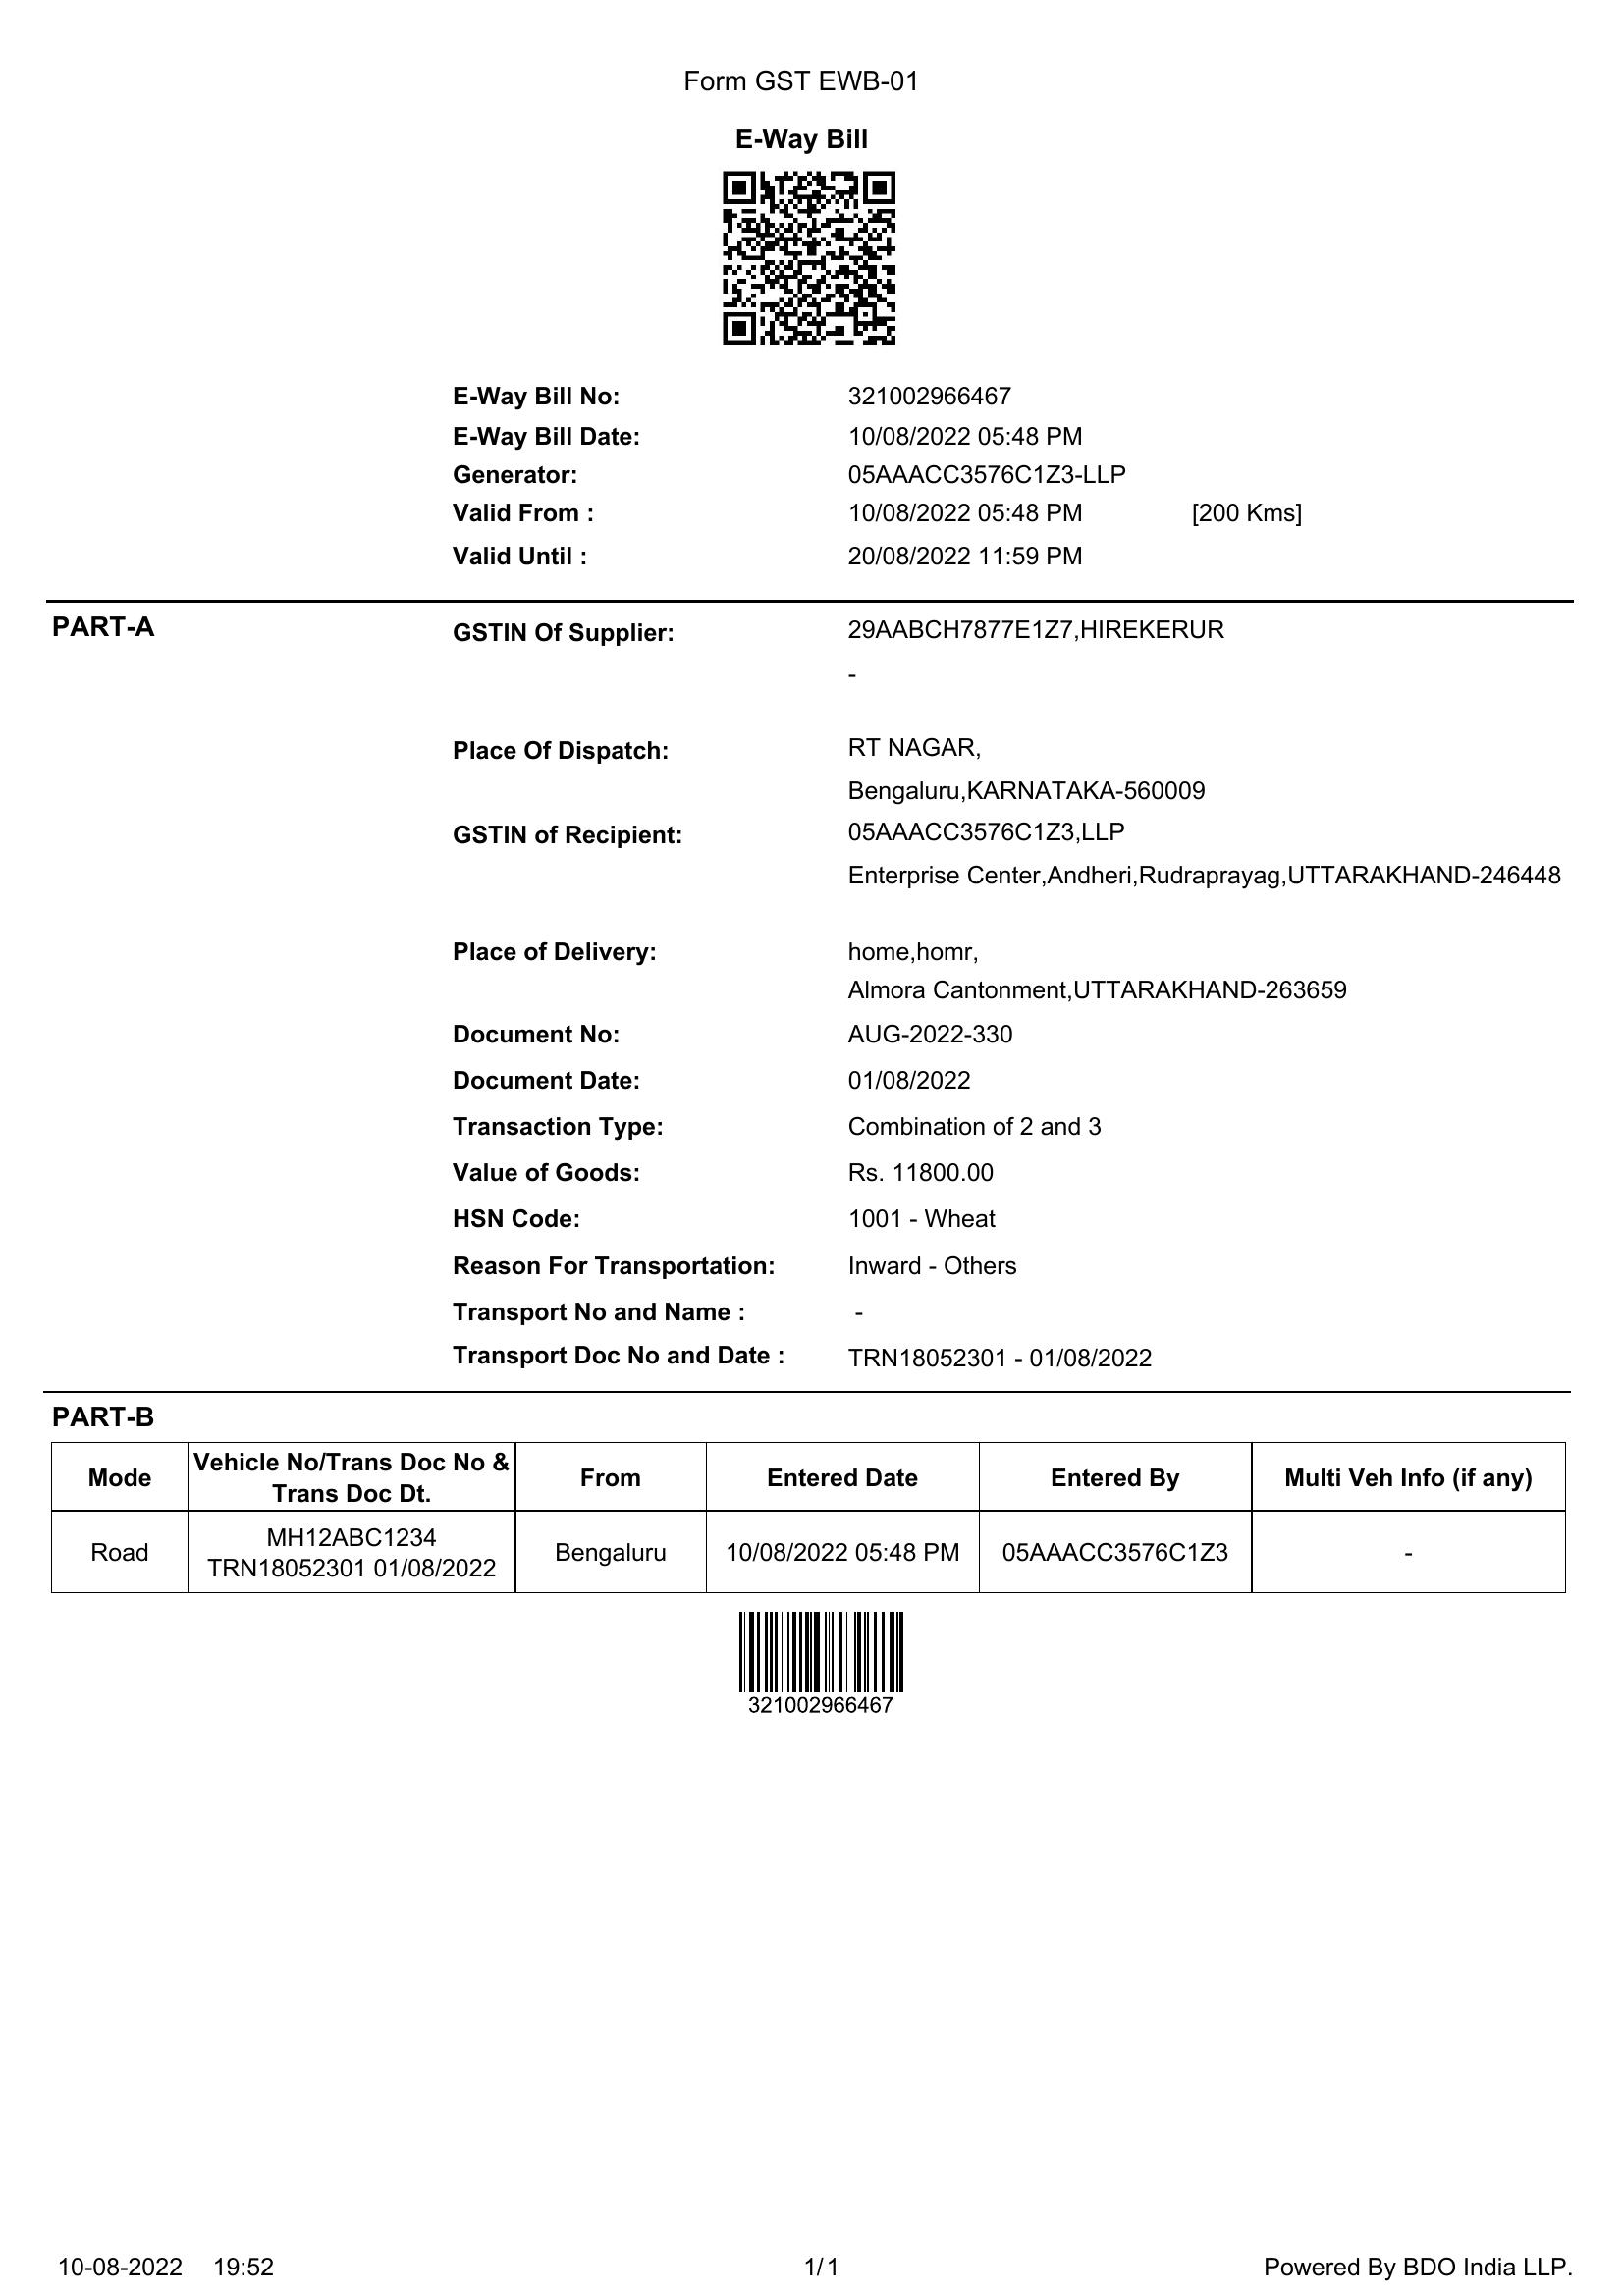 Form GST EWB-01
E-Way Bill
E-Way Bill No: 321002966467
E-Way Bill Date: 10/08/2022 05:48 PM
Generator: 05AAACC3576C1Z3-LLP
Valid From : 10/08/2022 05:48 PM [200 Kms]
Valid Until : 20/08/2022 11:59 PM
PART-A
GSTIN Of Supplier: 29AABCH7877E1Z7,HIREKERUR
-
Place Of Dispatch: RT NAGAR,
Bengaluru,KARNATAKA-560009
GSTIN of Recipient: 05AAACC3576C1Z3,LLP
Enterprise Center,Andheri,Rudraprayag,UTTARAKHAND-246448
Place of Delivery: home,homr,
Almora Cantonment,UTTARAKHAND-263659
Document No: AUG-2022-330
Document Date: 01/08/2022
Transaction Type: Combination of 2 and 3
Value of Goods: Rs. 11800.00
HSN Code: 1001 - Wheat
Reason For Transportation: Inward - Others
Transport No and Name : -
Transport Doc No and Date : TRN18052301 - 01/08/2022
PART-B
Mode Vehicle No/Trans Doc No & Trans Doc Dt. From Entered Date Entered By Multi Veh Info (if any)
Road MH12ABC1234 TRN18052301 01/08/2022 Bengaluru 10/08/2022 05:48 PM 05AAACC3576C1Z3 -
321002966467
10-08-2022 19:52 1/1 Powered By BDO India LLP.